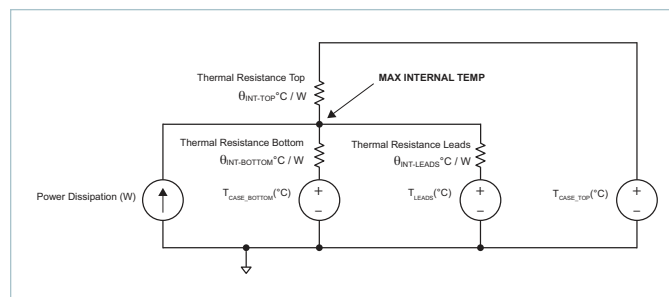 Thermal Resistance Top
θINT-TOP°C / W
MAX INTERNAL TEMP
Thermal Resistance Bottom
θINT-BOTTOM°C / W
Thermal Resistance Leads
θINT-LEADS°C / W
Power Dissipation (W)
TCASE_BOTTOM(°C)
+
–
TLEADS(°C)
+
–
TCASE_TOP(°C)
+
–